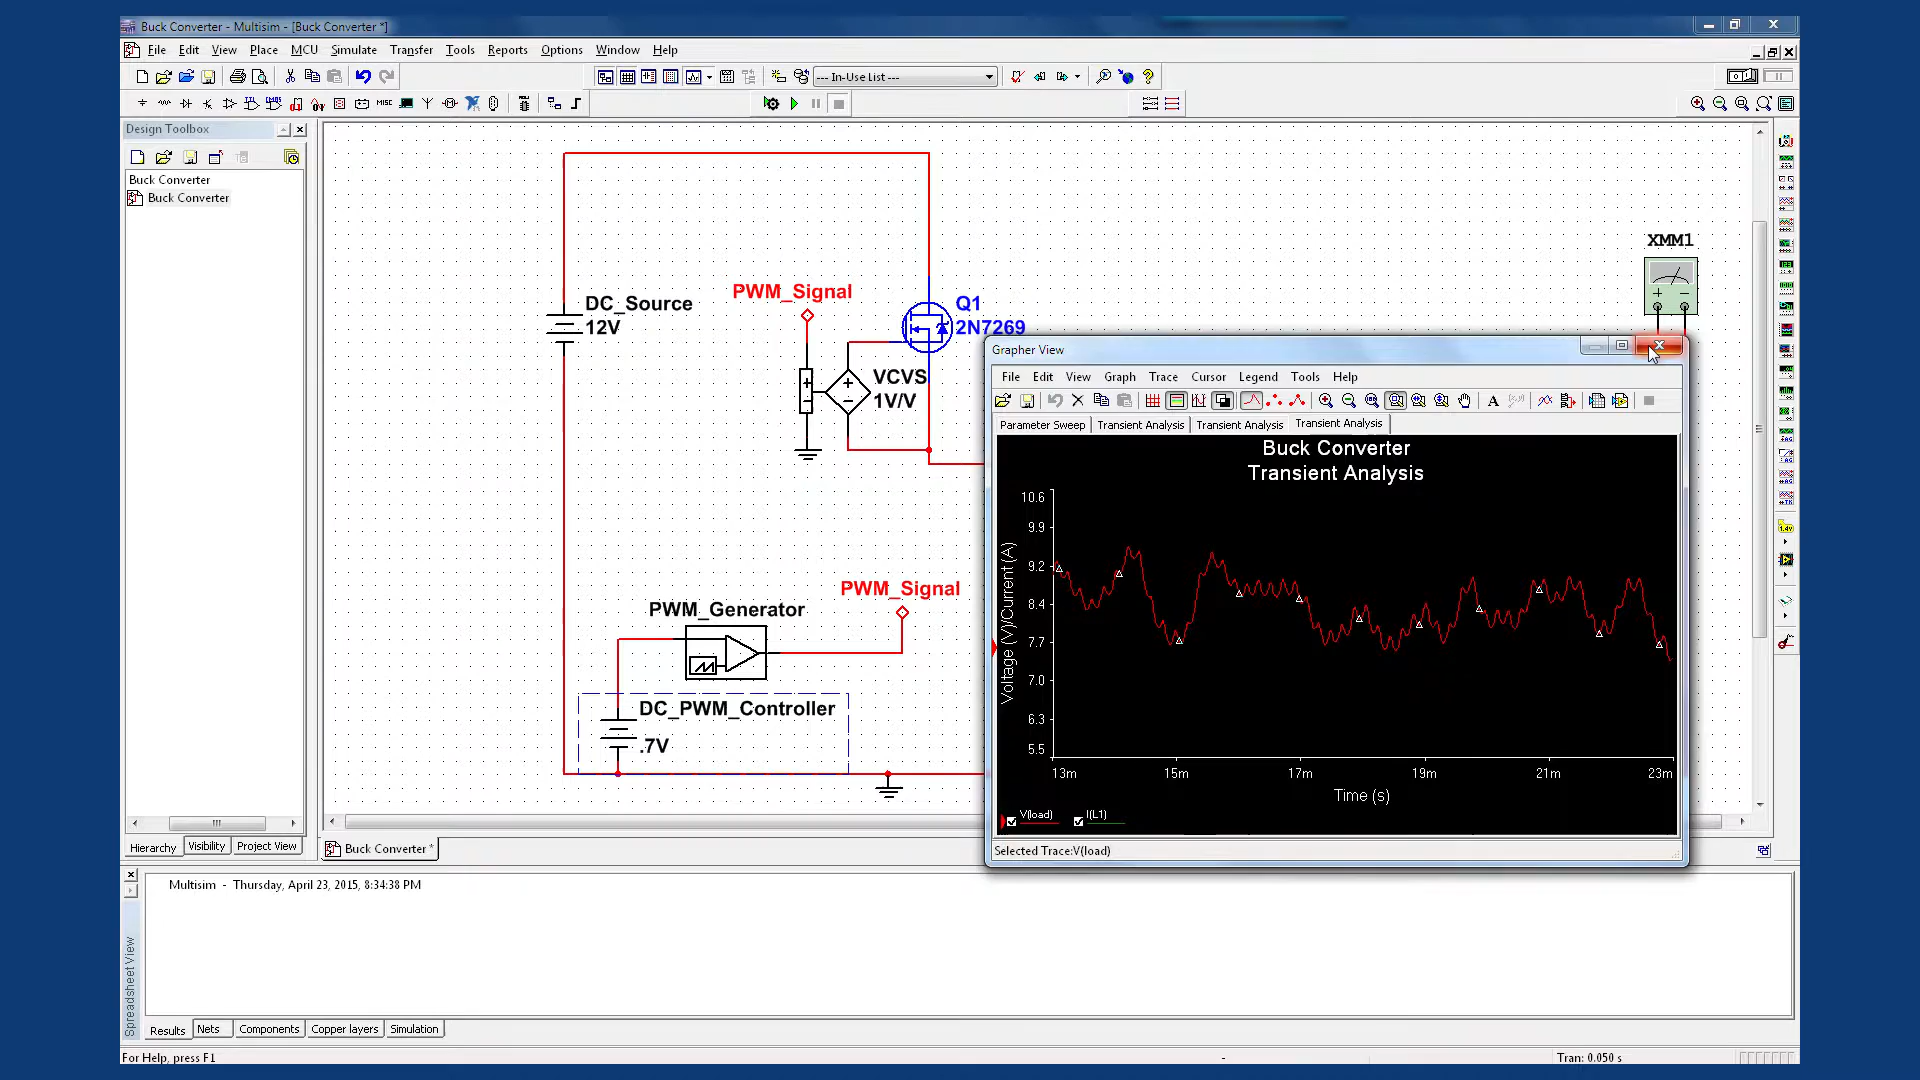 Buck Converter - Multisim - [Buck Converter *]
File Edit View Place MCU Simulate Transfer Tools Reports Options Window Help
--- In-Use List ---
MISC
Design Toolbox
Buck Converter
Buck Converter
XMM1
DC_Source
12V
PWM_Signal
Q1
2N7269
VCVS
1V/V
PWM_Signal
PWM_Generator
DC_PWM_Controller
.7V
Grapher View
File Edit View Graph Trace Cursor Legend Tools Help
Parameter Sweep Transient Analysis Transient Analysis Transient Analysis
Buck Converter
Transient Analysis
10.6
9.9
9.2
8.4
7.7
7.0
6.3
5.5
Voltage (V)/Current (A)
13m 15m 17m 19m 21m 23m
Time (s)
V(load) I(L1)
Selected Trace:V(load)
Hierarchy Visibility Project View
Buck Converter *
Multisim - Thursday, April 23, 2015, 8:34:38 PM
Spreadsheet View
Results Nets Components Copper layers Simulation
For Help, press F1
-
Tran: 0.050 s